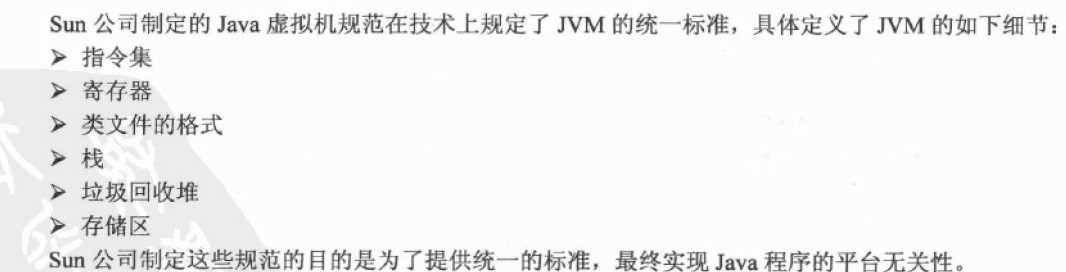 Sun 公司制定的 Java 虚拟机规范在技术上规定了 JVM 的统一标准，具体定义了 JVM 的如下细节：
➢ 指令集
➢ 寄存器
➢ 类文件的格式
➢ 栈
➢ 垃圾回收堆
➢ 存储区
Sun 公司制定这些规范的目的是为了提供统一的标准，最终实现 Java 程序的平台无关性。